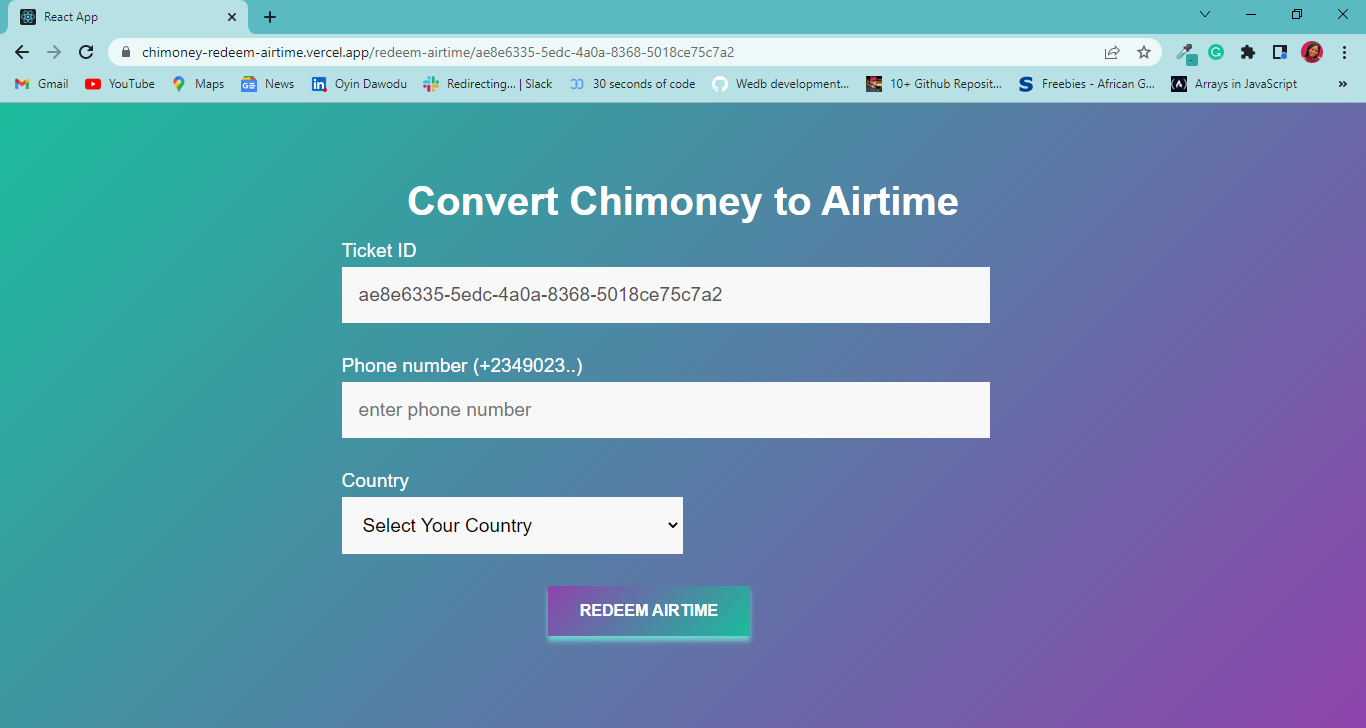 React App
chimoney-redeem-airtime.vercel.app/redeem-airtime/ae8e6335-5edc-4a0a-8368-5018ce75c7a2
Gmail YouTube Maps News Oyin Dawodu Redirecting... | Slack 30 seconds of code Wedb development... 10+ Github Reposit... Freebies - African G... Arrays in JavaScript »
Convert Chimoney to Airtime
Ticket ID
ae8e6335-5edc-4a0a-8368-5018ce75c7a2
Phone number (+2349023..)
enter phone number
Country
Select Your Country
REDEEM AIRTIME